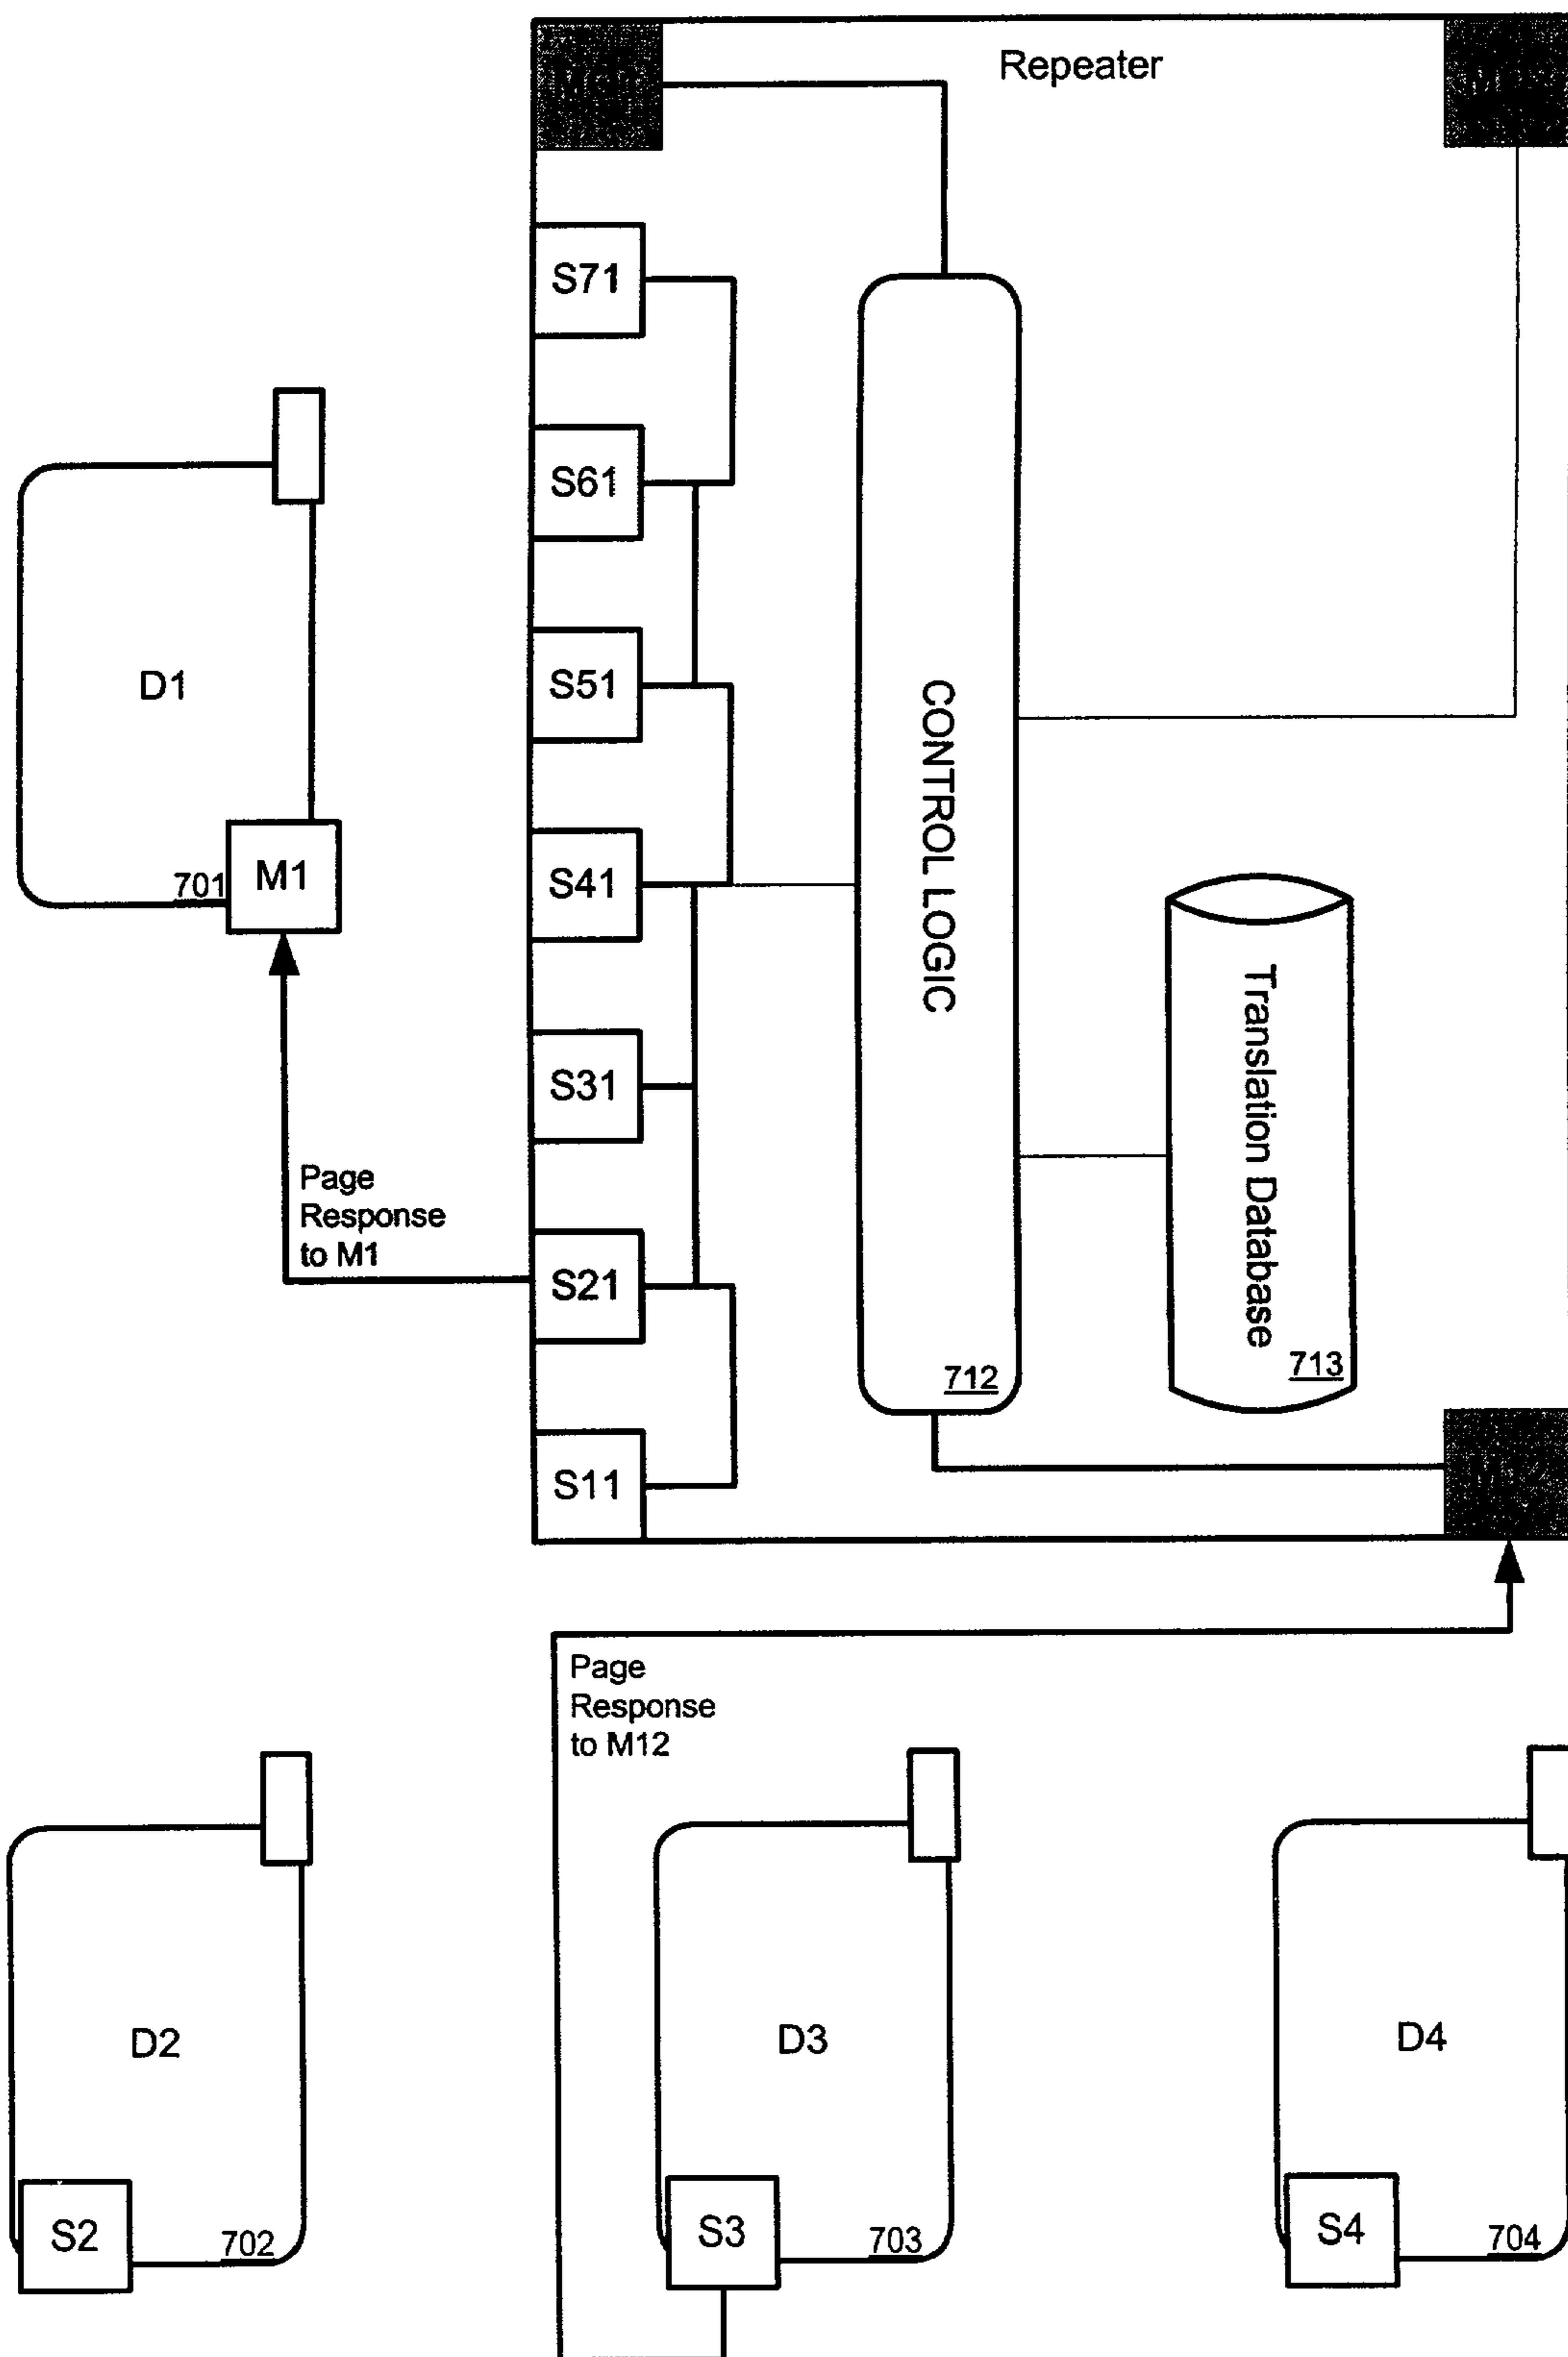 Repeater
S71
S61
S51
S41
S31
S21
S11
CONTROL LOGIC
712
Translation Database
713
D1
701
M1
Page
Response
to M1
Page
Response
to M12
D2
S2
702
D3
S3
703
D4
S4
704